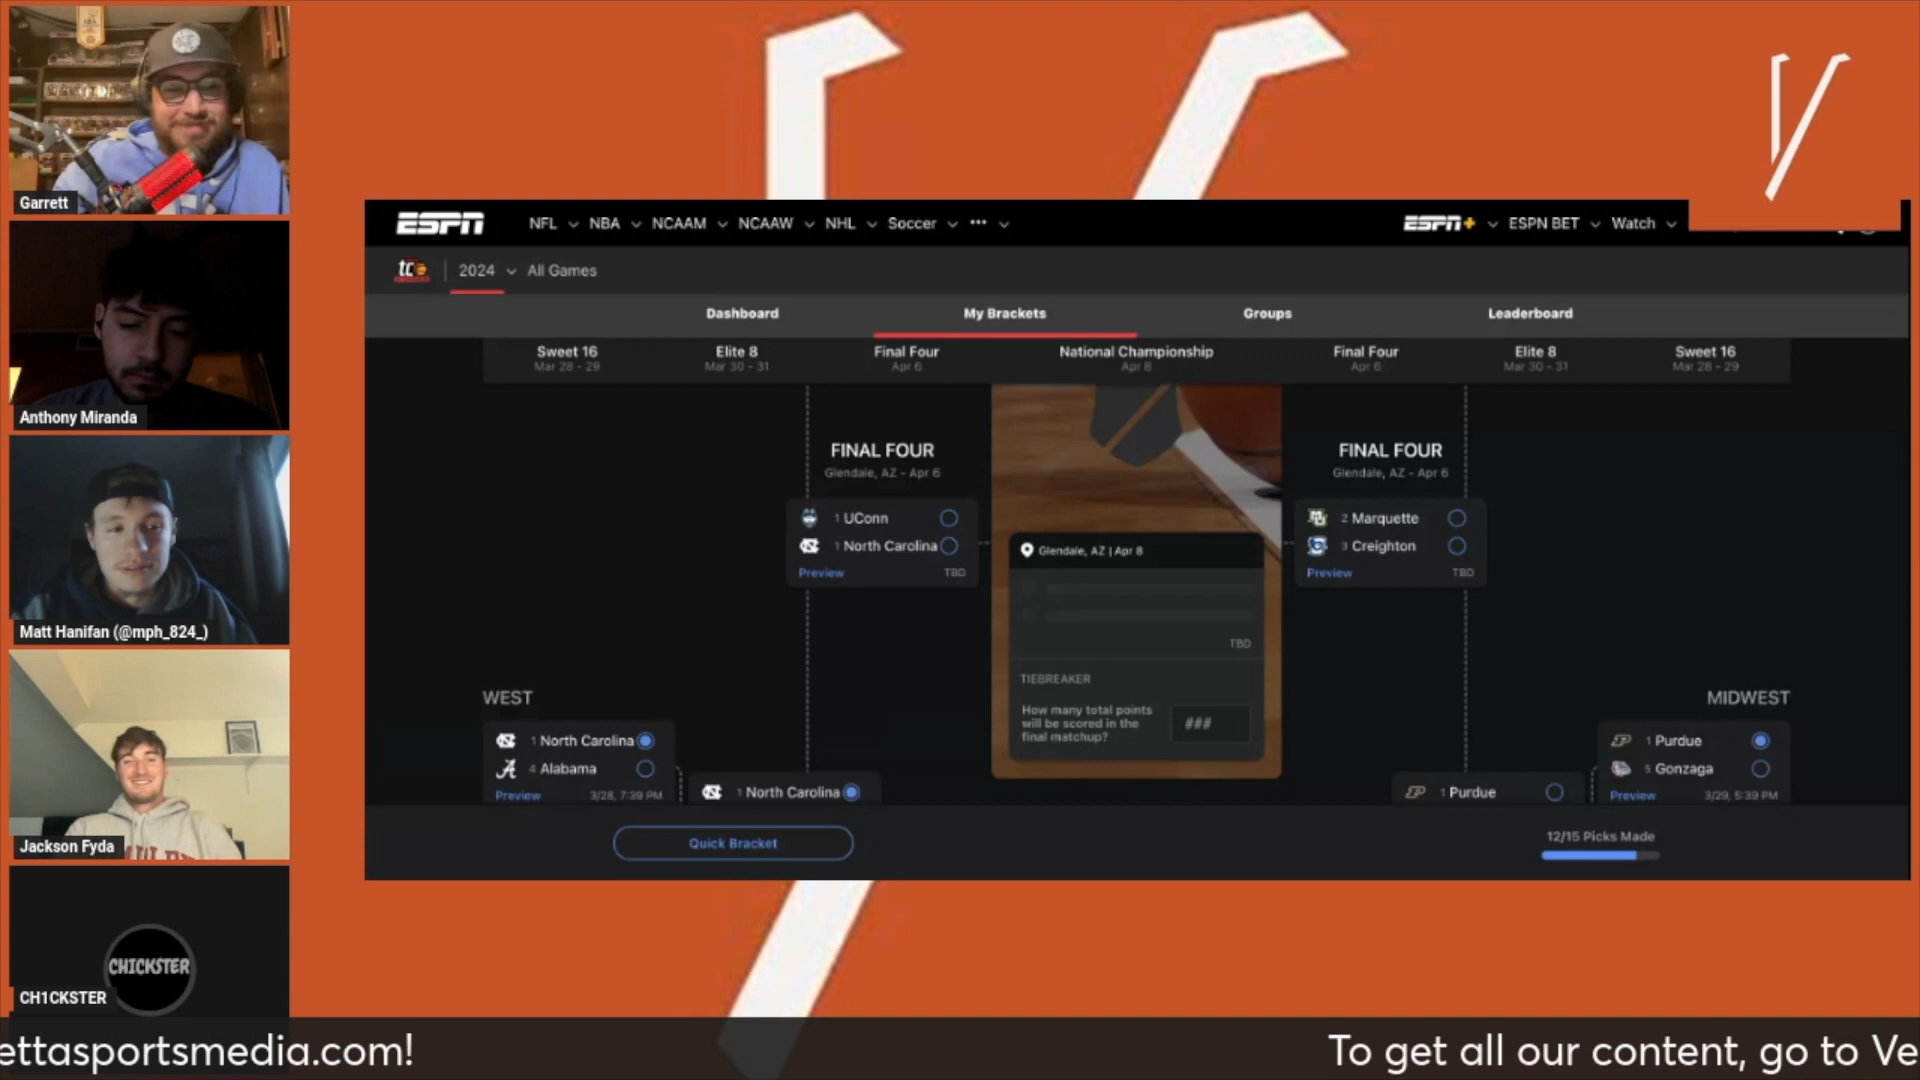 Garrett
Anthony Miranda
Matt Hanifan (@mph_824_)
Jackson Fyda
CHICKSTER
CH1CKSTER
ESPN NFL NBA NCAAM NCAAW NHL Soccer ••• ESPN+ ESPN BET Watch
tc 2024 All Games
Dashboard My Brackets Groups Leaderboard
Sweet 16 Elite 8 Final Four National Championship Final Four Elite 8 Sweet 16
Mar 28 - 29 Mar 30 - 31 Apr 6 Apr 8 Apr 6 Mar 30 - 31 Mar 28 - 29
FINAL FOUR
Glendale, AZ - Apr 6
1 UConn
1 North Carolina
Preview TBD
Glendale, AZ | Apr 8
TBD
TIEBREAKER
How many total points
will be scored in the
final matchup?
###
FINAL FOUR
Glendale, AZ - Apr 6
2 Marquette
3 Creighton
Preview TBD
WEST
1 North Carolina
4 Alabama
Preview 3/28, 7:39 PM
1 North Carolina
MIDWEST
1 Purdue
5 Gonzaga
Preview 3/29, 5:39 PM
1 Purdue
Quick Bracket
12/15 Picks Made
ettasportsmedia.com! To get all our content, go to Ve